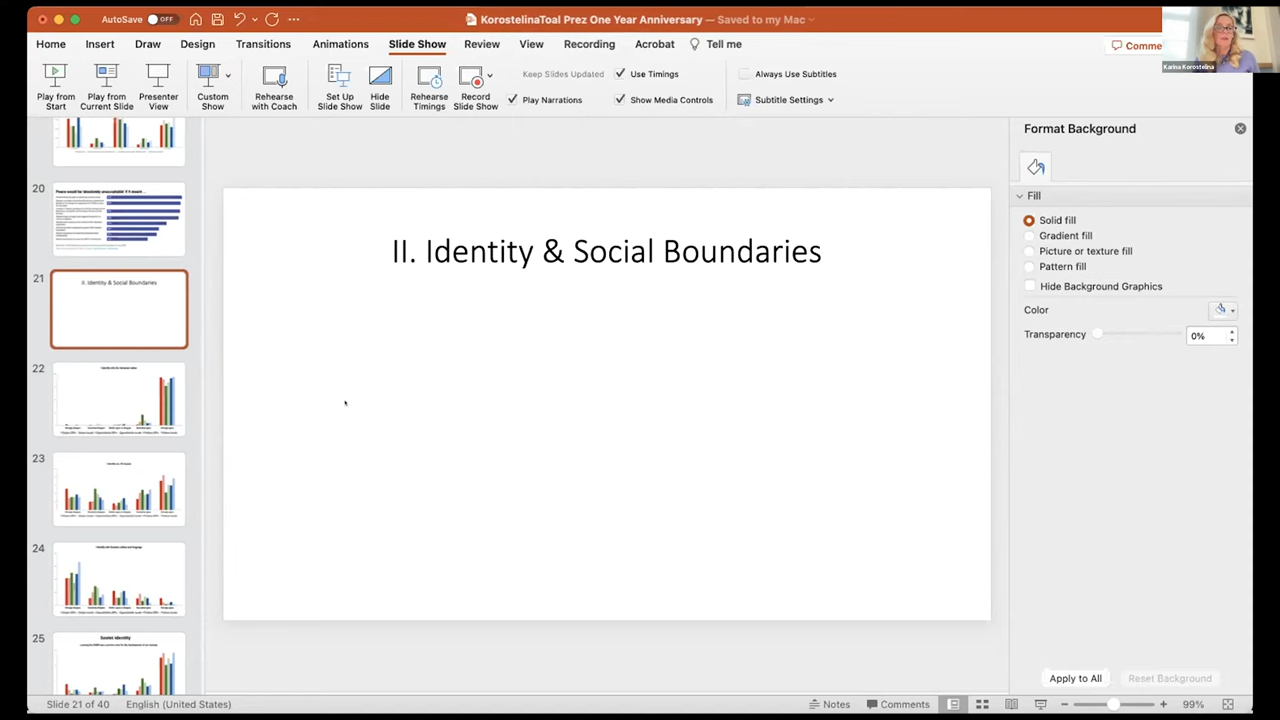 AutoSave OFF
KorostelinaToal Prez One Year Anniversary — Saved to my Mac
Home Insert Draw Design Transitions Animations Slide Show Review View Recording Acrobat Tell me
Comme
Karina Korostelina
Play from Start
Play from Current Slide
Presenter View
Custom Show
Rehearse with Coach
Set Up Slide Show
Hide Slide
Rehearse Timings
Record Slide Show
Keep Slides Updated
Use Timings
Always Use Subtitles
Play Narrations
Show Media Controls
Subtitle Settings
20
21
II. Identity & Social Boundaries
22
23
24
25
Soviet Identity
II. Identity & Social Boundaries
Format Background
Fill
Solid fill
Gradient fill
Picture or texture fill
Pattern fill
Hide Background Graphics
Color
Transparency
0%
Apply to All
Reset Background
Slide 21 of 40
English (United States)
Notes
Comments
99%